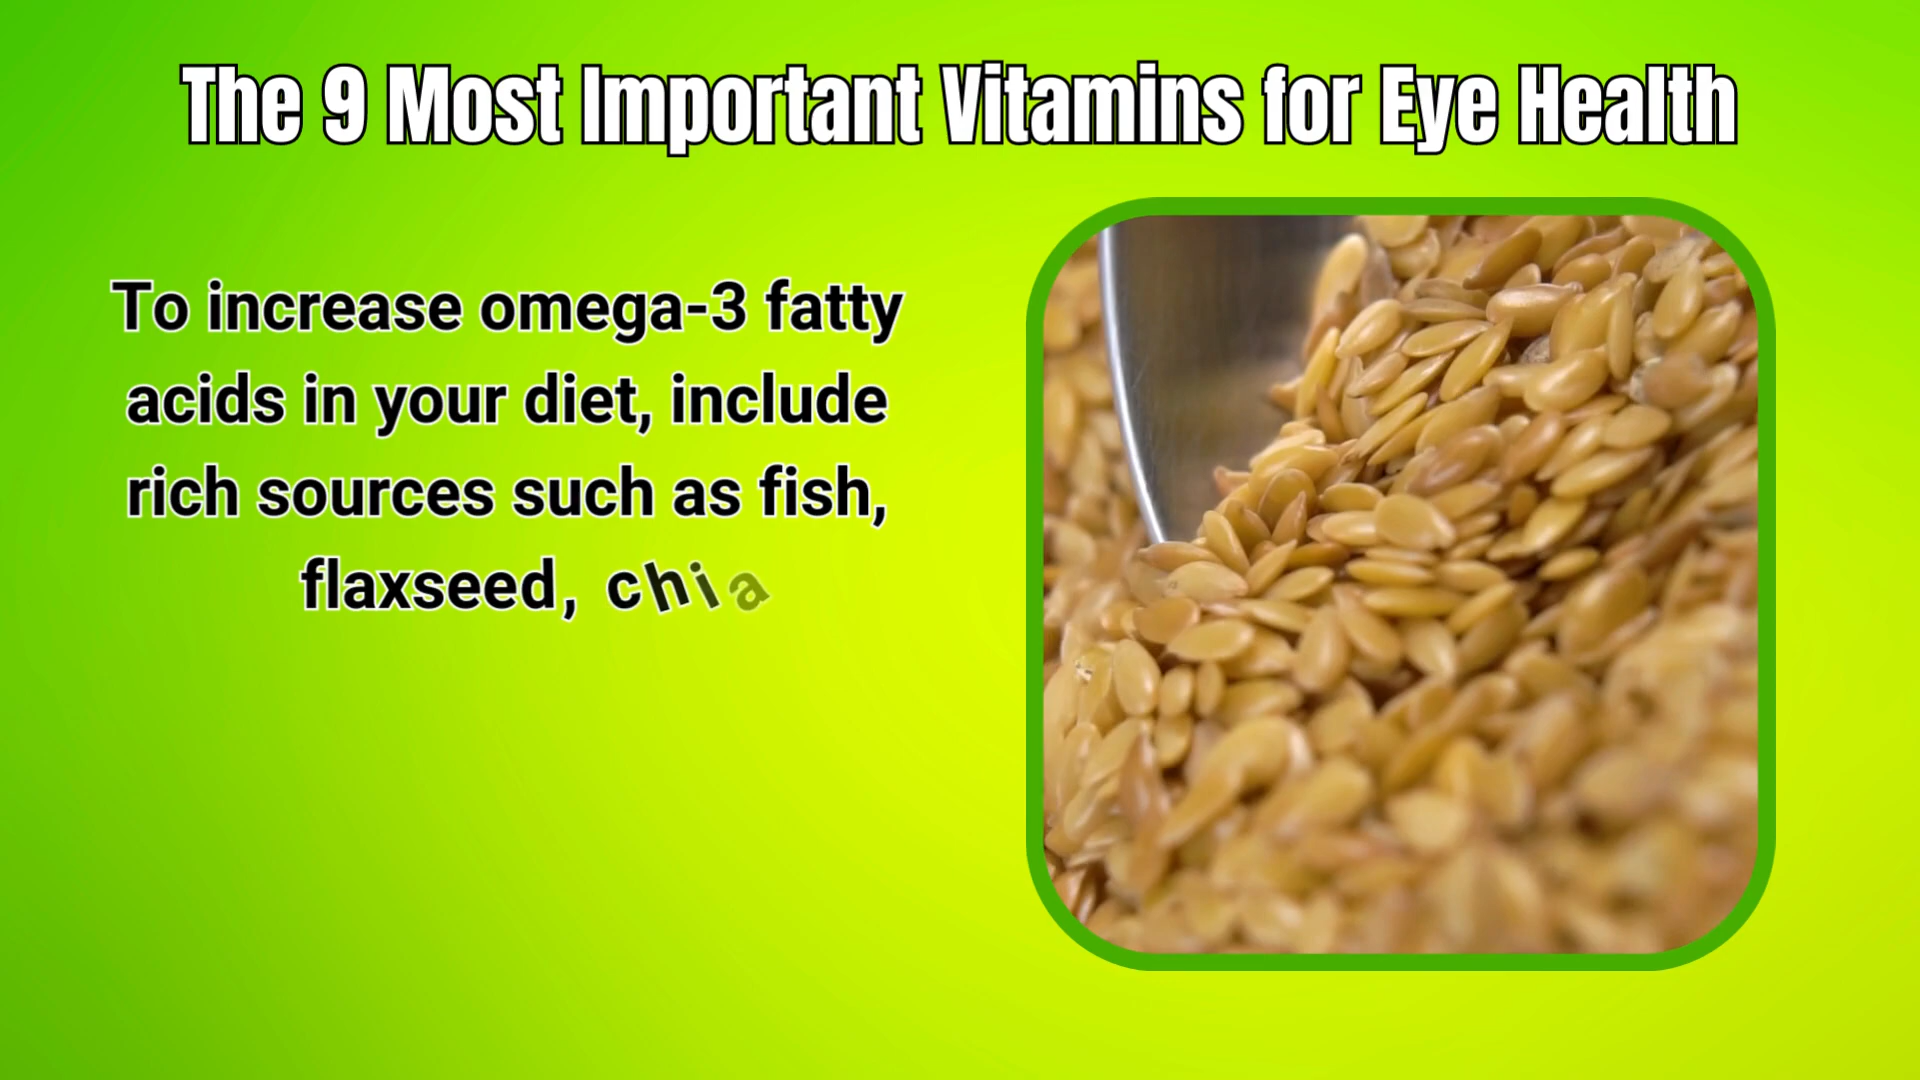 The 9 Most Important Vitamins for Eye Health
To increase omega-3 fatty
acids in your diet, include
rich sources such as fish,
flaxseed, chia